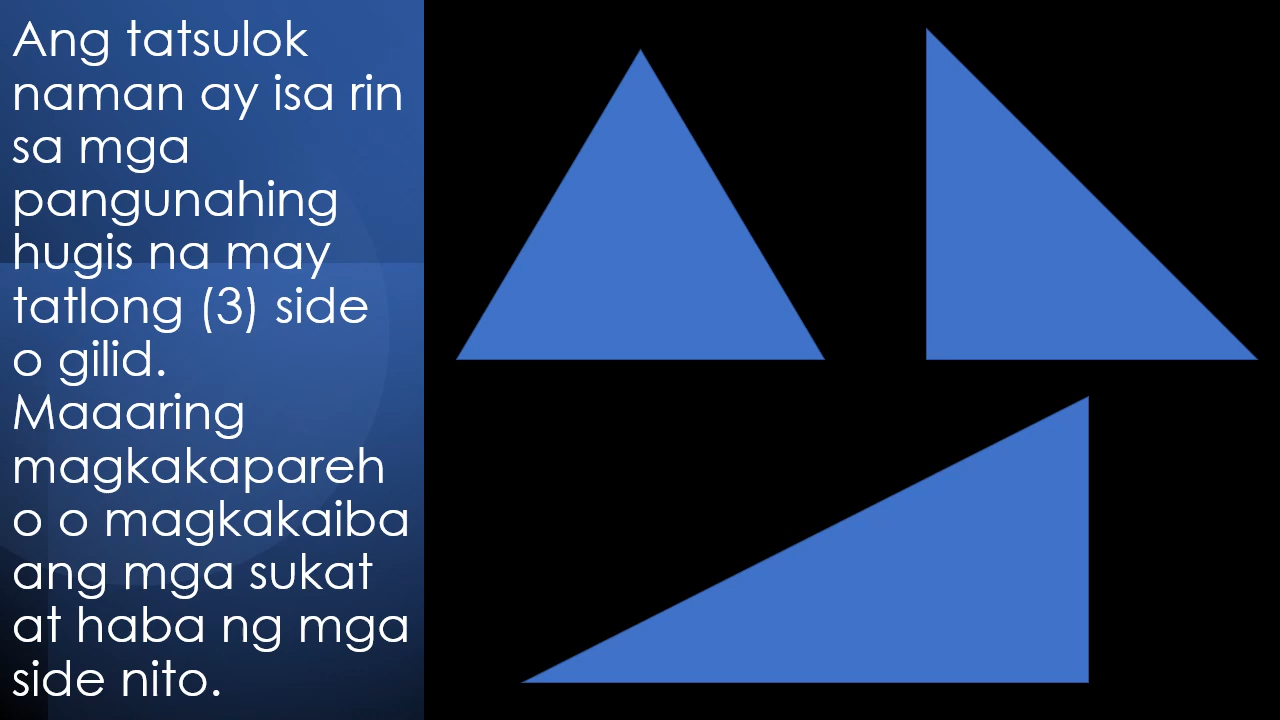 Ang tatsulok
naman ay isa rin
sa mga
pangunahing
hugis na may
tatlong (3) side
o gilid.
Maaaring
magkakapareh
o o magkakaiba
ang mga sukat
at haba ng mga
side nito.